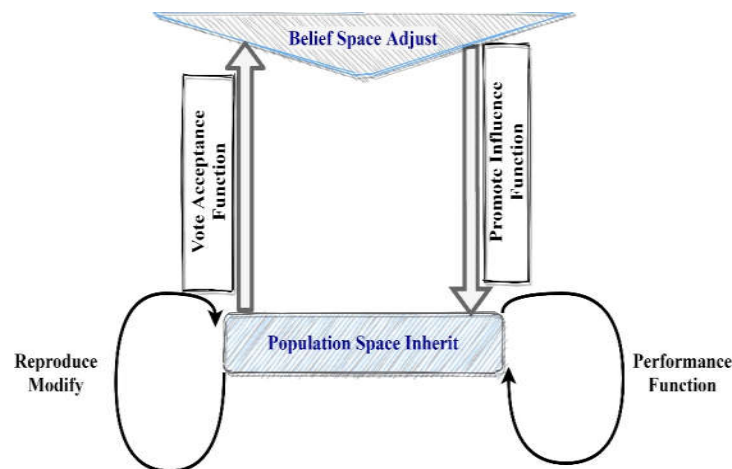 Belief Space Adjust
Vote Acceptance
Function
Promote Influence
Function
Population Space Inherit
Reproduce
Modify
Performance
Function